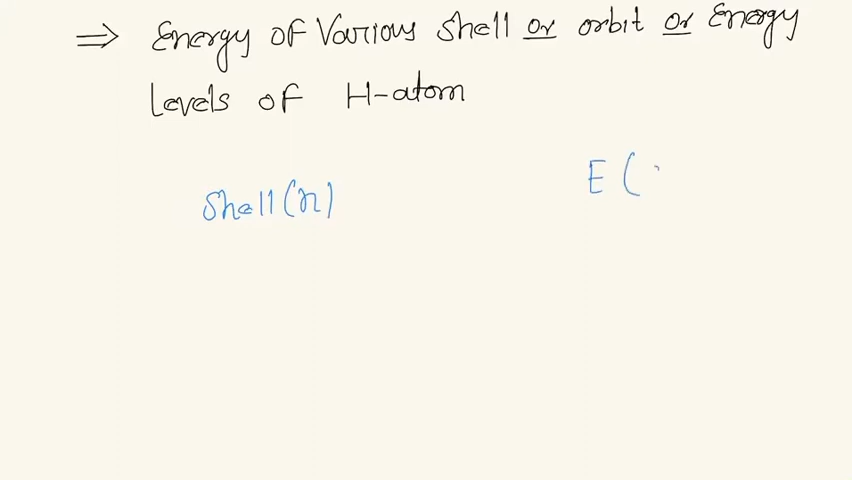 ⇒ Energy of Various Shell or orbit or Energy
levels of H-atom
Shell(n) E (